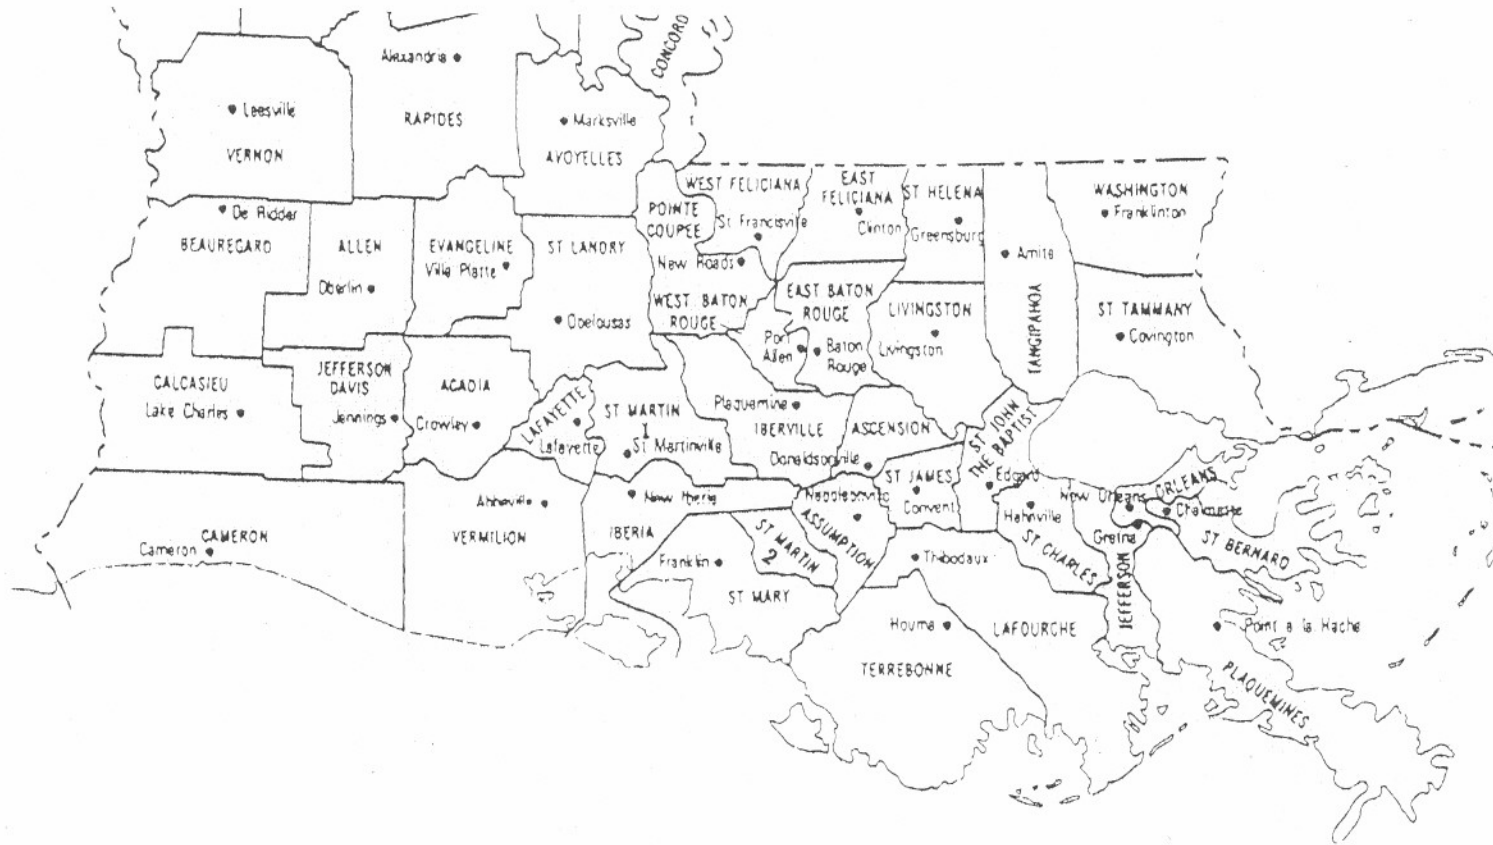 CONCORD
Alexandria
RAPIDES
Leesville
VERNON
Marksville
AVOYELLES
WEST FELICIANA
EAST
FELICIANA
ST HELENA
WASHINGTON
Franklinton
De Ridder
BEAUREGARD
ALLEN
Oberlin
EVANGELINE
Ville Platte
ST LANDRY
Opelousas
POINTE
COUPEE
St Francisville
New Roads
Clinton
Greensburg
Amite
TANGIPAHOA
WEST BATON
ROUGE
EAST BATON
ROUGE
Port
Allen
Baton
Rouge
LIVINGSTON
Livingston
ST TAMMANY
Covington
CALCASIEU
Lake Charles
JEFFERSON
DAVIS
Jennings
ACADIA
Crowley
LAFAYETTE
Lafayette
ST MARTIN
1
St Martinville
Plaquemine
IBERVILLE
ASCENSION
Donaldsonville
ST JOHN
THE BAPTIST
Edgard
ST JAMES
Convent
CAMERON
Cameron
Abbeville
VERMILION
New Iberia
IBERIA
Franklin
ST MARTIN
2
ST MARY
Napoleonville
ASSUMPTION
Thibodaux
Hahnville
ST CHARLES
New Orleans
ORLEANS
Chalmette
Gretna
ST BERNARD
JEFFERSON
Houma
TERREBONNE
LAFOURCHE
Point a la Hache
PLAQUEMINES